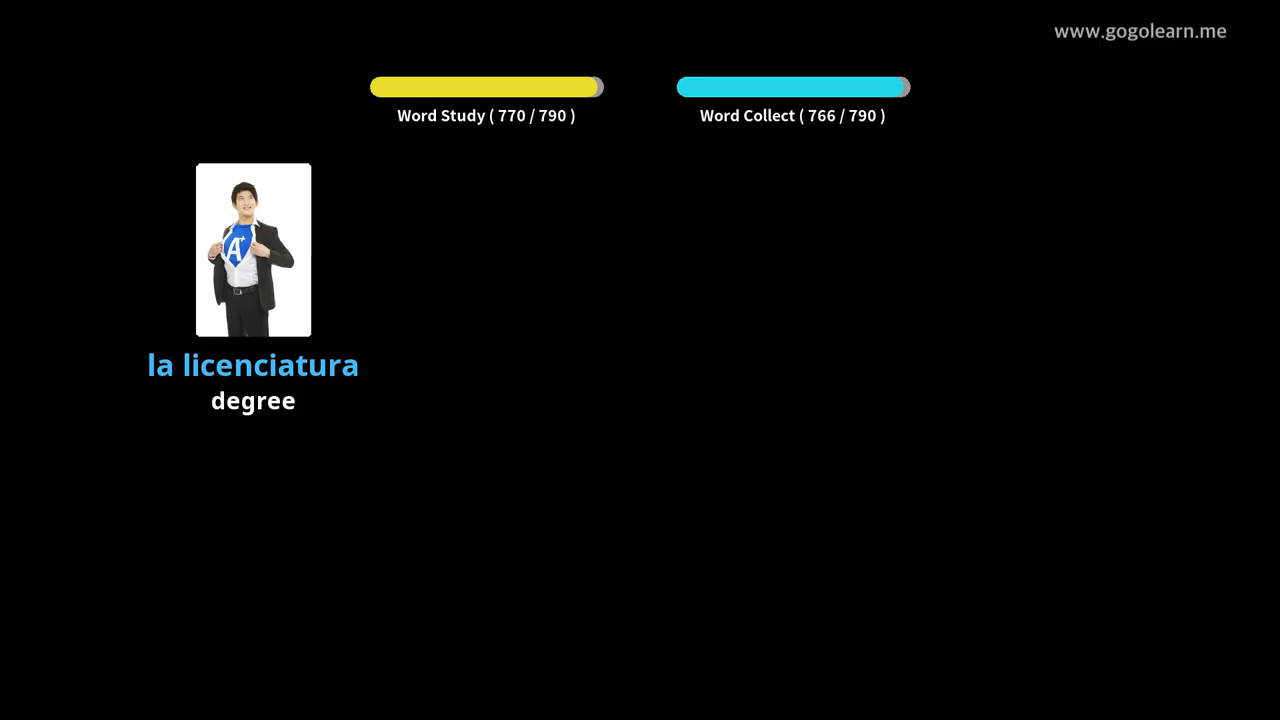 www.gogolearn.me
Word Study ( 770 / 790 )
Word Collect ( 766 / 790 )
A+
la licenciatura
degree